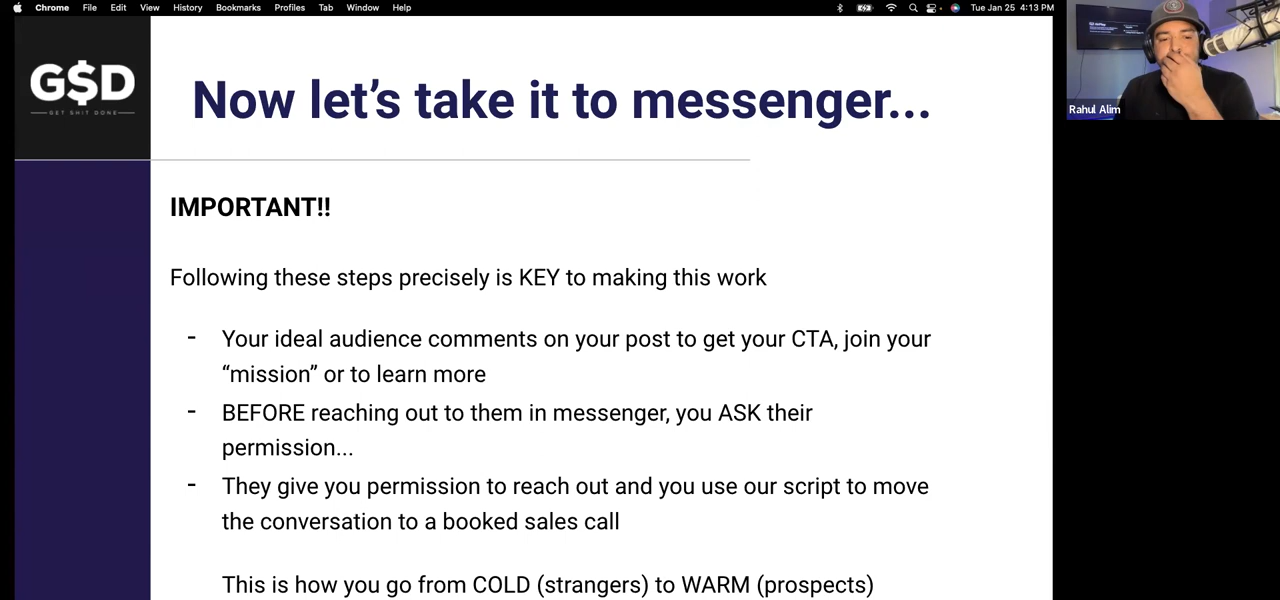 Chrome File Edit View History Bookmarks Profiles Tab Window Help Tue Jan 25 4:13 PM
G$D
GET SHIT DONE
Now let’s take it to messenger...
Rahul Alim
IMPORTANT!!
Following these steps precisely is KEY to making this work
- Your ideal audience comments on your post to get your CTA, join your
“mission” or to learn more
- BEFORE reaching out to them in messenger, you ASK their
permission...
- They give you permission to reach out and you use our script to move
the conversation to a booked sales call
This is how you go from COLD (strangers) to WARM (prospects)